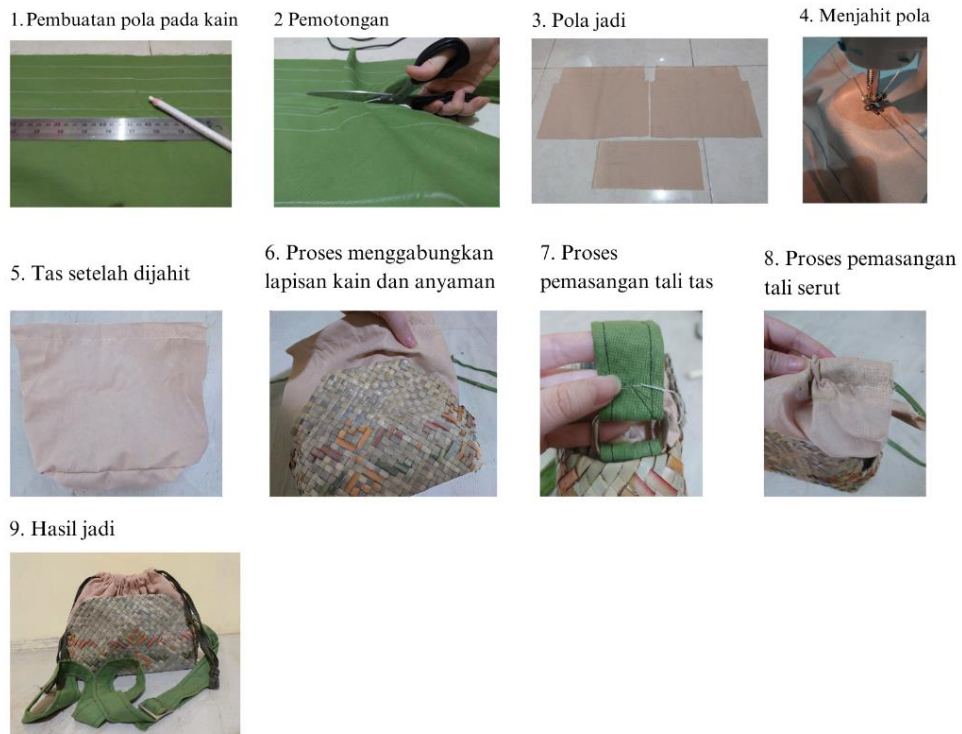 1.Pembuatan pola pada kain
2 Pemotongan
3. Pola jadi
4. Menjahit pola
5. Tas setelah dijahit
6. Proses menggabungkan
lapisan kain dan anyaman
7. Proses
pemasangan tali tas
8. Proses pemasangan
tali serut
9. Hasil jadi